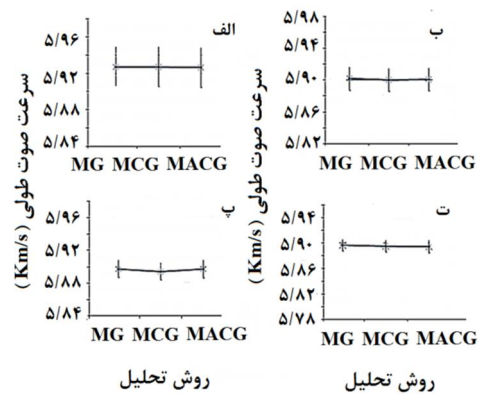 الف
۵/۹۶
۵/۹۲
۵/۸۸
۵/۸۴
MG MCG MACG
ب
۵/۹۸
۵/۹۴
۵/۹۰
۵/۸۶
۵/۸۲
MG MCG MACG
سرعت صوت طولی (Km/s)
سرعت صوت طولی (Km/s)
پ
۵/۹۶
۵/۹۲
۵/۸۸
۵/۸۴
MG MCG MACG
روش تحلیل
ت
۵/۹۴
۵/۹۰
۵/۸۶
۵/۸۲
۵/۷۸
MG MCG MACG
روش تحلیل